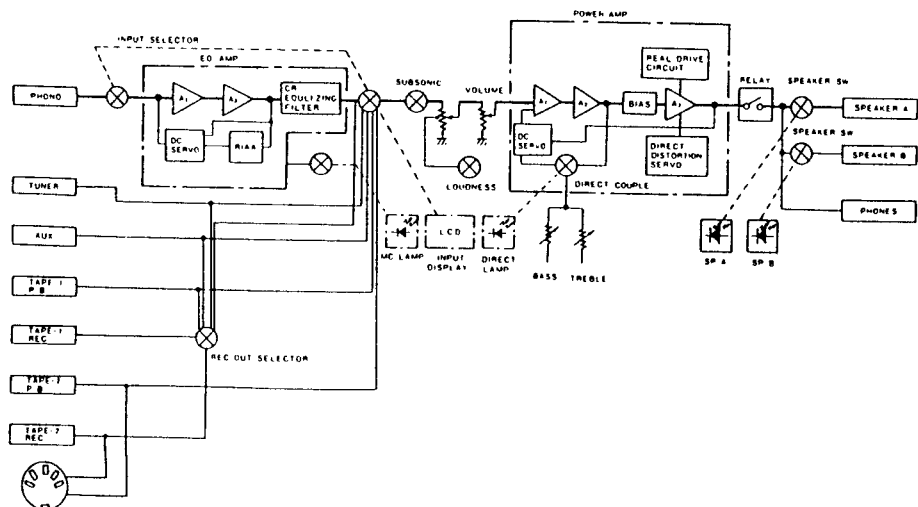 POWER AMP
INPUT SELECTOR
EQ AMP
REAL DRIVE
CIRCUIT
SUBSONIC
VOLUME
RELAY
SPEAKER SW
PHONO
A1
A2
CR
EQULIZING
FILTER
A1
A2
BIAS
A3
SPEAKER A
DC
SERVO
RIAA
DC
SERVO
DIRECT
DISTORTION
SERVO
SPEAKER SW
SPEAKER B
LOUDNESS
DIRECT COUPLE
TUNER
PHONES
AUX
LCD
MC LAMP
INPUT
DISPLAY
DIRECT
LAMP
SP A
SP B
TAPE-1
P B
BASS
TREBLE
TAPE-1
REC
REC OUT SELECTOR
TAPE-2
P B
TAPE-2
REC